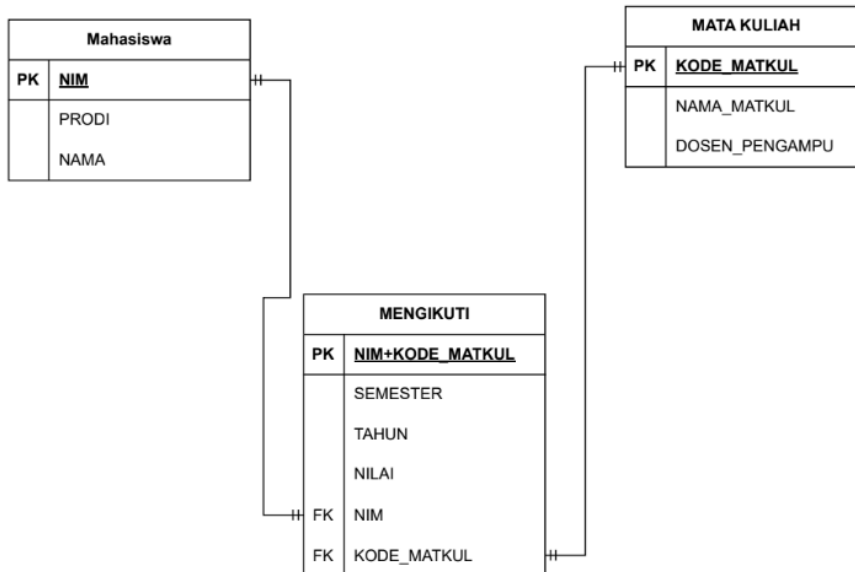 Mahasiswa
PK NIM
PRODI
NAMA
MATA KULIAH
PK KODE_MATKUL
NAMA_MATKUL
DOSEN_PENGAMPU
MENGIKUTI
PK NIM+KODE_MATKUL
SEMESTER
TAHUN
NILAI
FK NIM
FK KODE_MATKUL